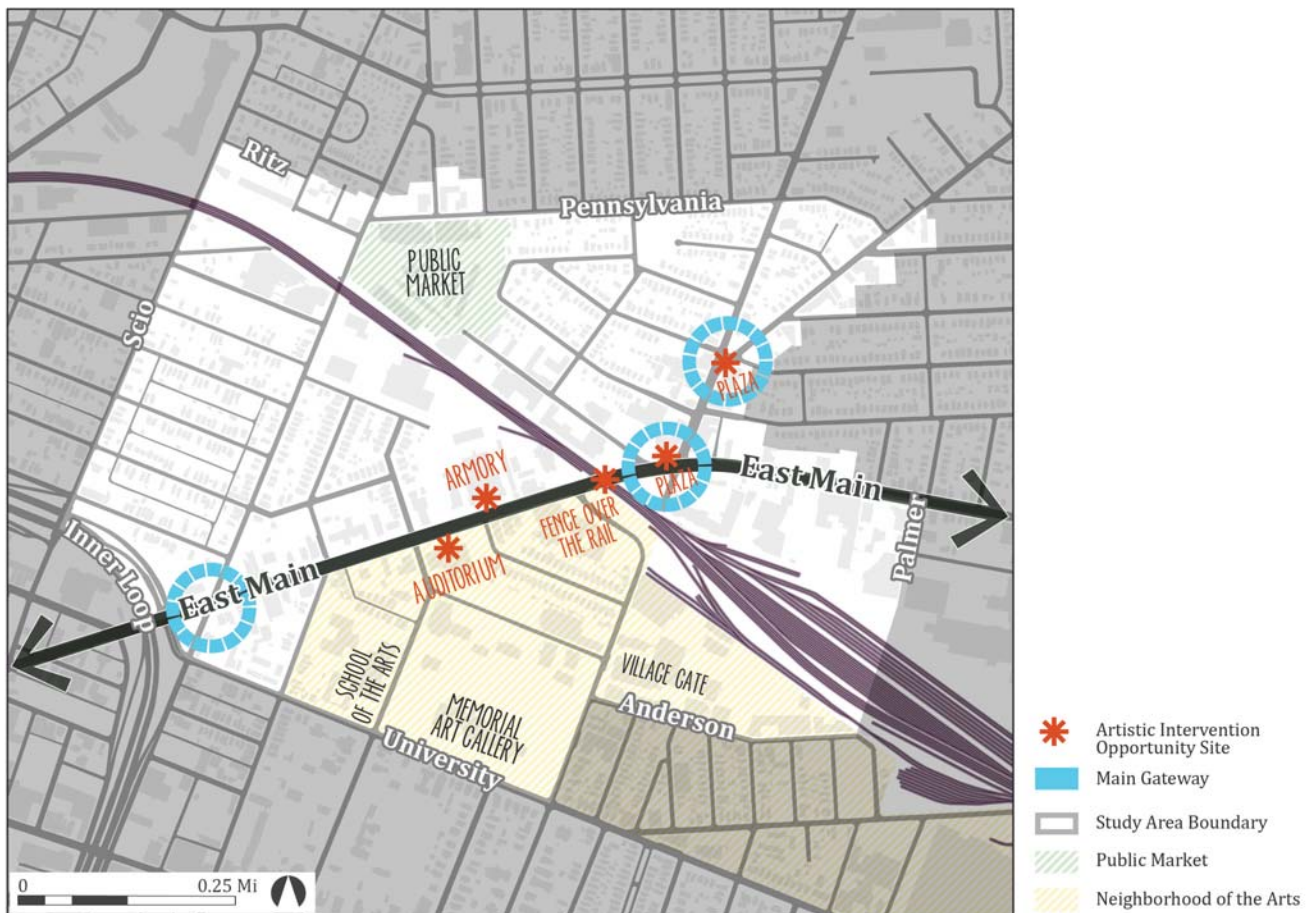 Ritz
Pennsylvania
PUBLIC
MARKET
Scio
PLAZA
East Main
PLAZA
ARMORY
FENCE OVER
THE RAIL
Palmer
Inner Loop
East Main
AUDITORIUM
SCHOOL
OF THE ARTS
VILLAGE GATE
MEMORIAL
ART GALLERY
Anderson
University
0 0.25 Mi
Artistic Intervention
Opportunity Site
Main Gateway
Study Area Boundary
Public Market
Neighborhood of the Arts